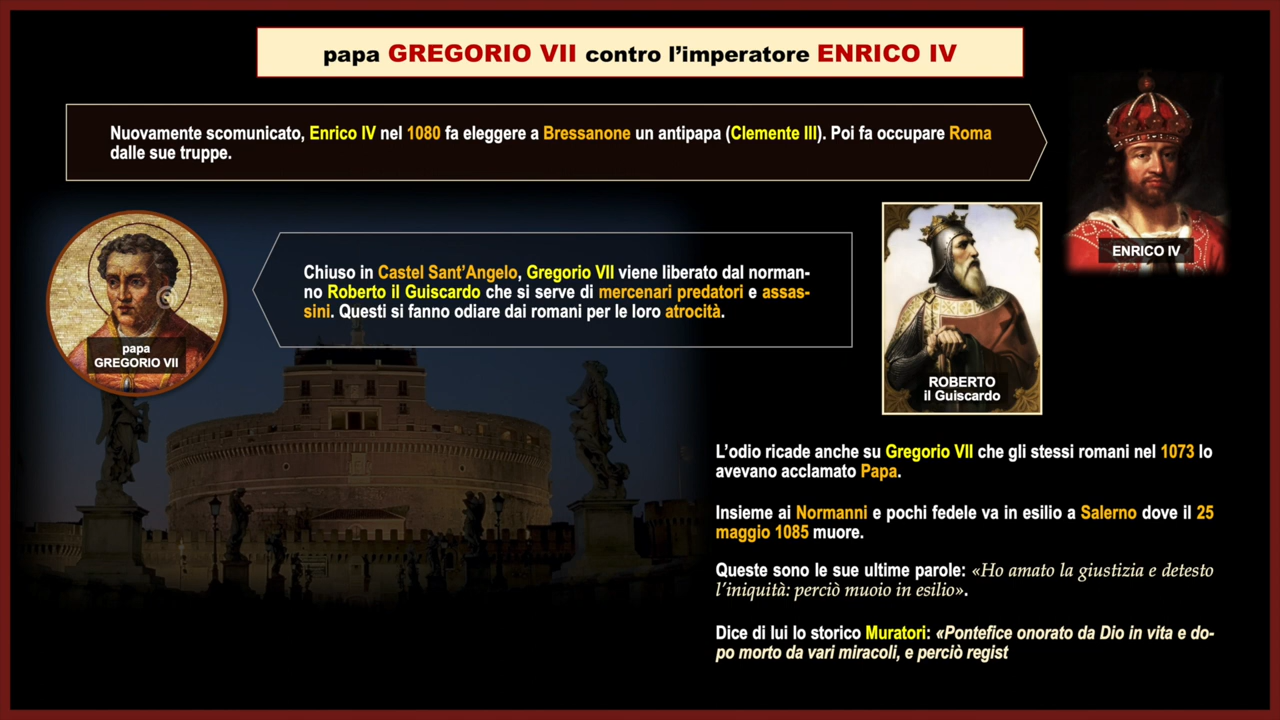 papa GREGORIO VII contro l'imperatore ENRICO IV
Nuovamente scomunicato, Enrico IV nel 1080 fa eleggere a Bressanone un antipapa (Clemente III). Poi fa occupare Roma
dalle sue truppe.
ENRICO IV
Chiuso in Castel Sant'Angelo, Gregorio VII viene liberato dal norman-
no Roberto il Guiscardo che si serve di mercenari predatori e assas-
sini. Questi si fanno odiare dai romani per le loro atrocità.
papa
GREGORIO VII
ROBERTO
il Guiscardo
L'odio ricade anche su Gregorio VII che gli stessi romani nel 1073 lo
avevano acclamato Papa.
Insieme ai Normanni e pochi fedele va in esilio a Salerno dove il 25
maggio 1085 muore.
Queste sono le sue ultime parole: «Ho amato la giustizia e detesto
l'iniquità: perciò muoio in esilio».
Dice di lui lo storico Muratori: «Pontefice onorato da Dio in vita e do-
po morto da vari miracoli, e perciò regist